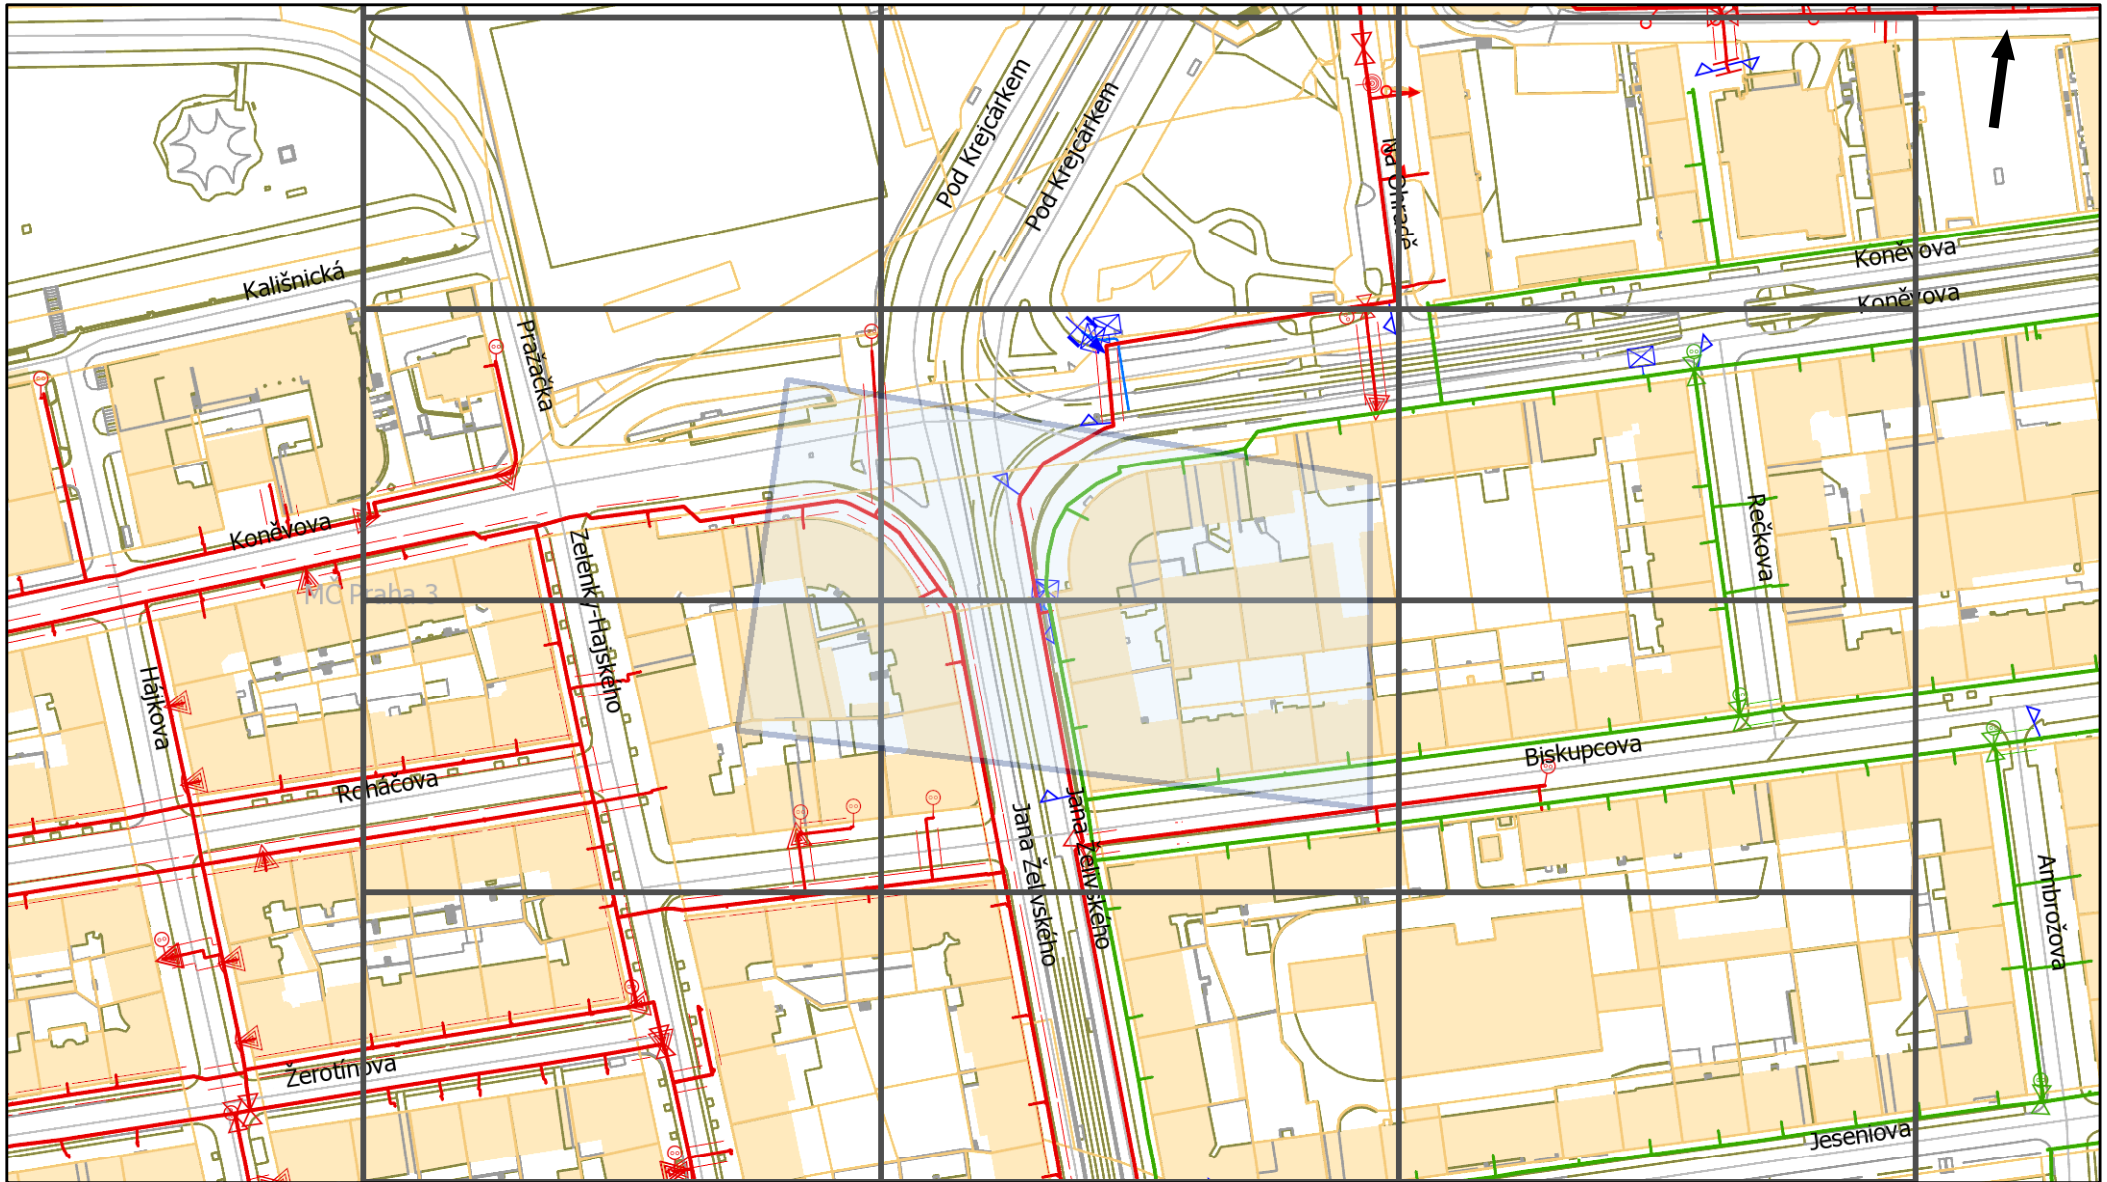 Pod Krejcárkem
Pod Krejcárkem
Na Ohradě
Koněvova
Koněvova
Kališnická
Pražačka
Koněvova
Zelenky-Hajského
MČ Praha 3
Rečkova
Hájkova
Biskupcova
Roháčova
Jana Želivského
Jana Želivského
Ambrožova
Žerotínova
Jeseniova